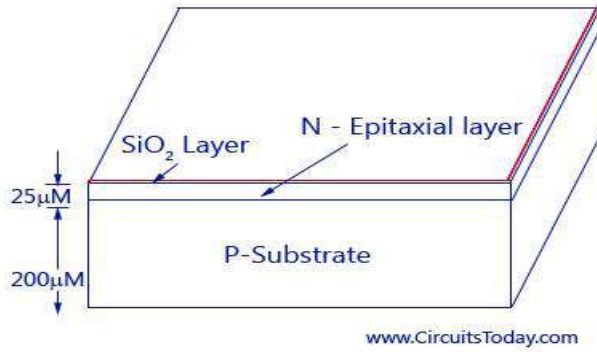 N - Epitaxial layer
SiO₂ Layer
25μM
P-Substrate
200μM
www.CircuitsToday.com